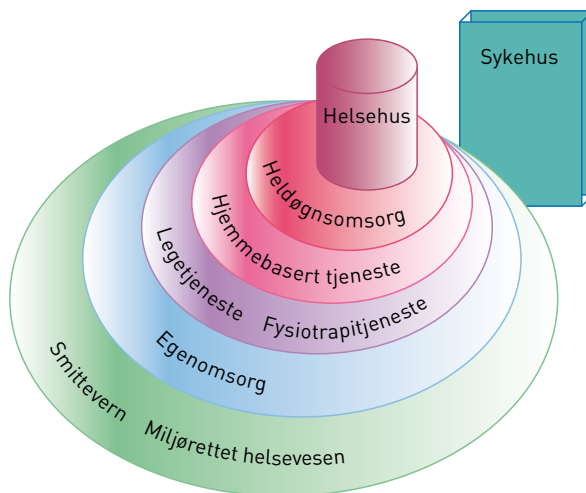 Sykehus
Helsehus
Heldøgnsomsorg
Hjemmebasert tjeneste
Legetjeneste Fysiotrapitjeneste
Egenomsorg
Smittevern Miljørettet helsevesen